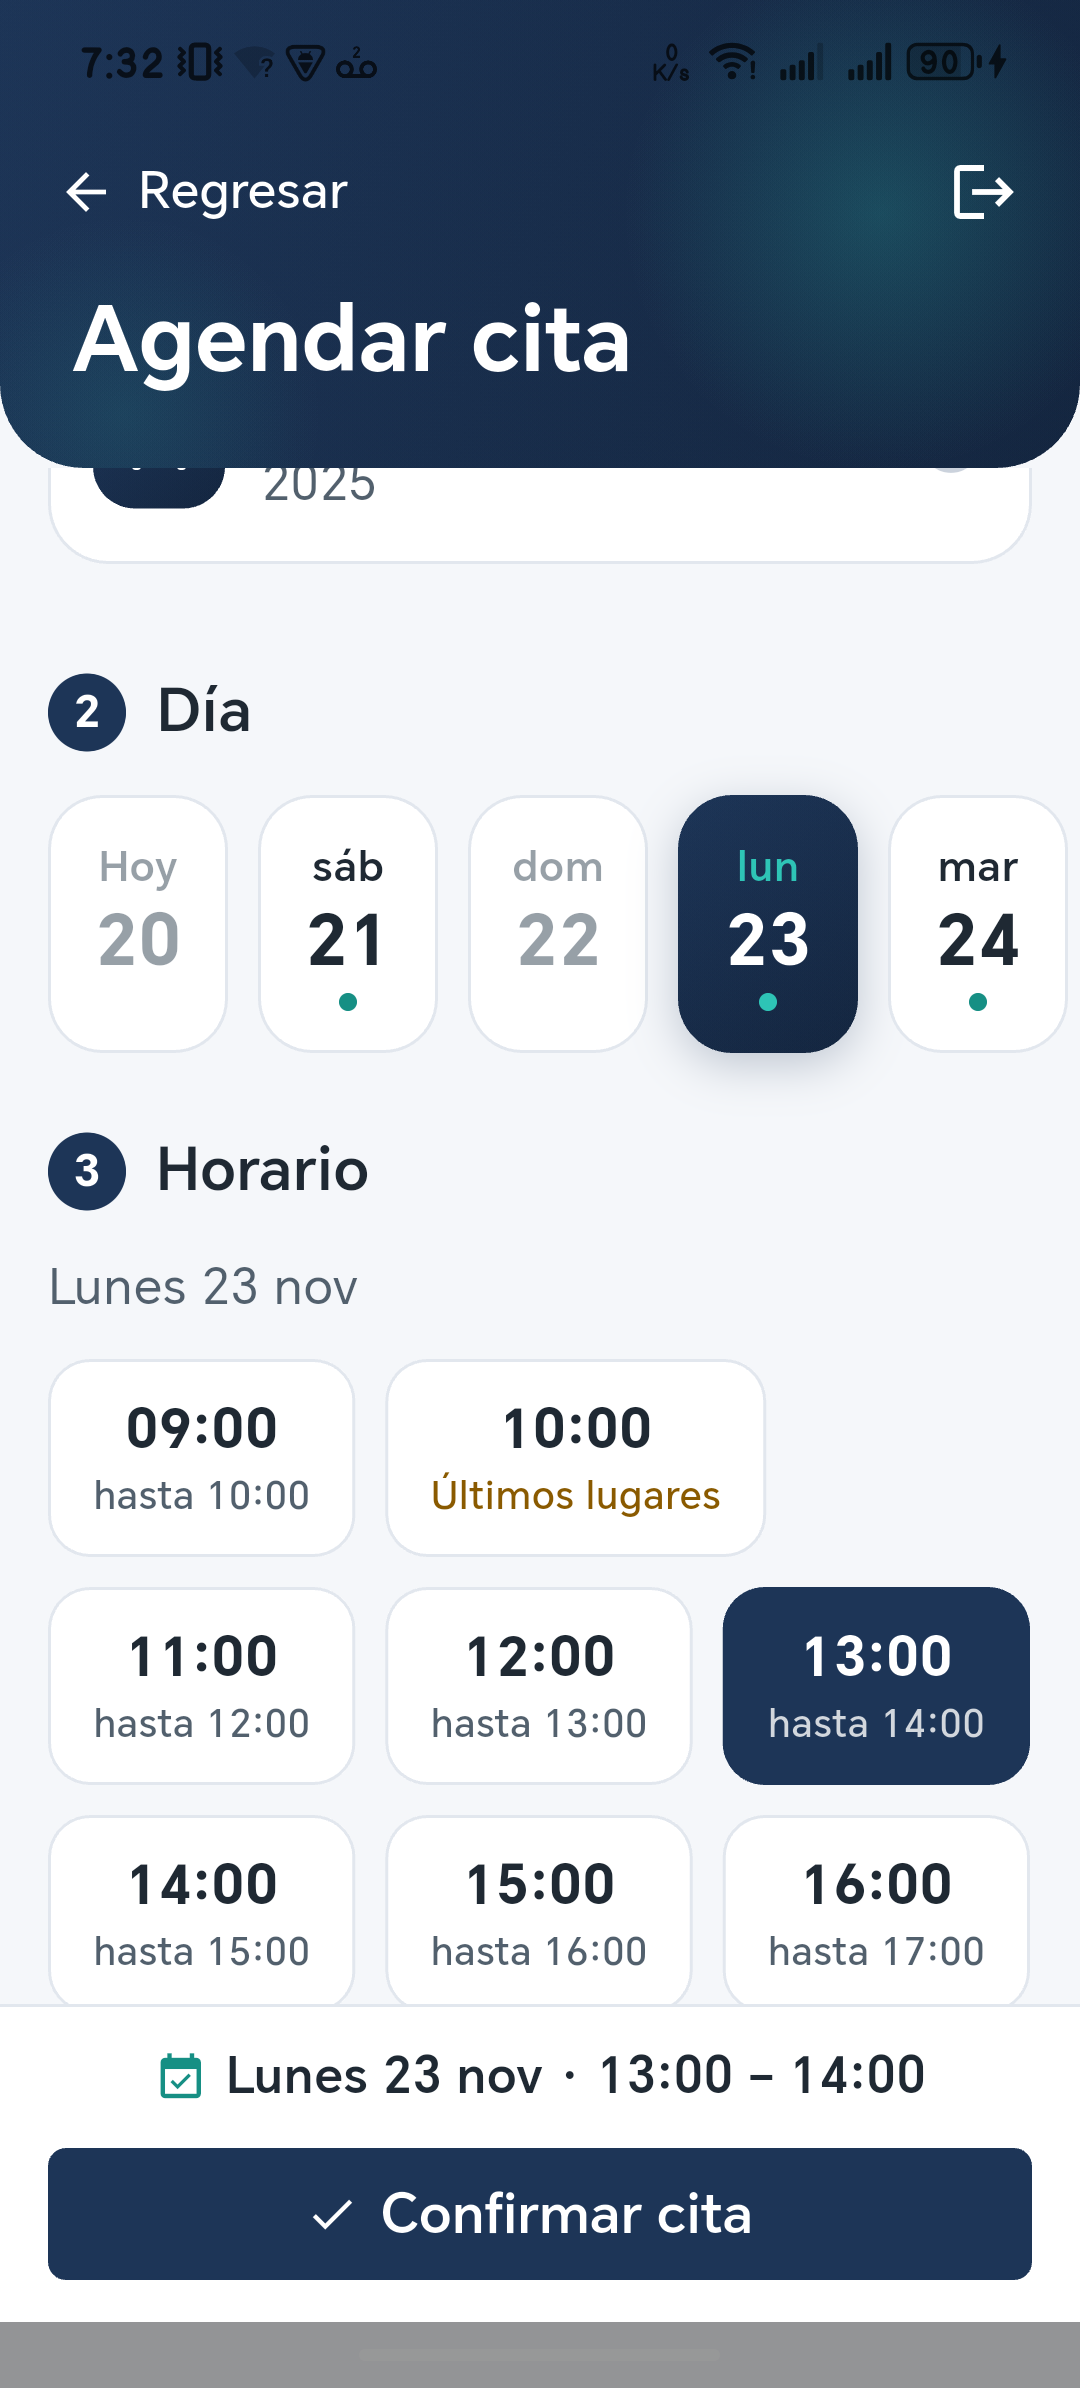 7:32
?
2
0
K/s
!
90
Regresar
Agendar cita
2025
2 Día
Hoy
20
sáb
21
dom
22
lun
23
mar
24
3 Horario
Lunes 23 nov
09:00
hasta 10:00
10:00
Últimos lugares
11:00
hasta 12:00
12:00
hasta 13:00
13:00
hasta 14:00
14:00
hasta 15:00
15:00
hasta 16:00
16:00
hasta 17:00
Lunes 23 nov · 13:00 – 14:00
Confirmar cita